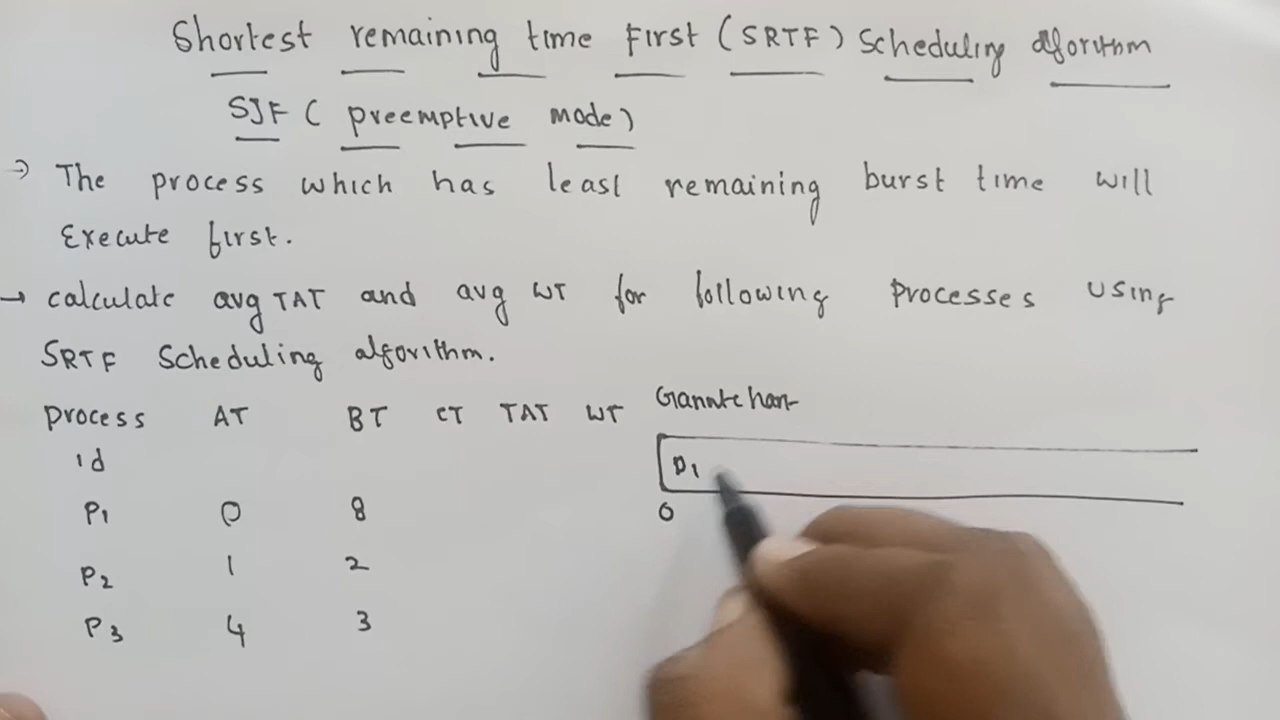 Shortest remaining time First (SRTF) Scheduling algorithm
SJF ( preemptive mode)
→ The process which has least remaining burst time will
Execute first.
→ calculate avg TAT and avg WT for following processes using
SRTF Scheduling algorithm.
process id AT BT CT TAT WT
P1 0 8
P2 1 2
P3 4 3
Ganntchart
P1
0